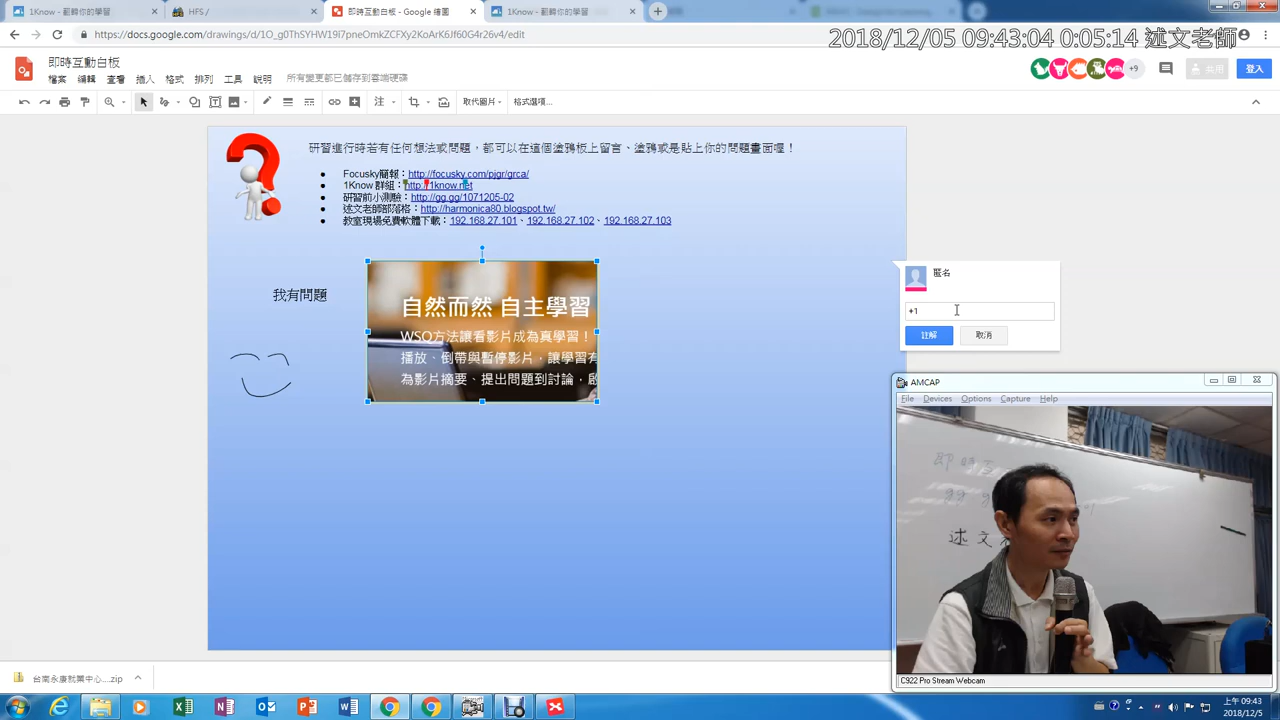 1Know - 翻轉你的學習
HFS /
即時互動白板 - Google 繪圖
1Know - 翻轉你的學習
https://docs.google.com/drawings/d/1O_g0ThSYHW19i7pneOmkZCFXy2KoArK6Jf60G4r26v4/edit
2018/12/05 09:43:04 0:05:14 述文老師
即時互動白板
檔案 編輯 查看 插入 格式 排列 工具 說明 所有變更都已儲存到雲端硬碟
+9
共用
登入
注
取代圖片
格式選項...
研習進行時若有任何想法或問題，都可以在這個塗鴉板上留言、塗鴉或是貼上你的問題畫面喔！
Focusky簡報：http://focusky.com/pjgr/grca/
1Know 群組：http://1know.net
研習前小測驗：http://gg.gg/1071205-02
述文老師部落格：http://harmonica80.blogspot.tw/
教室現場免費軟體下載：192.168.27.101、192.168.27.102、192.168.27.103
我有問題
自然而然 自主學習
WSQ方法讓看影片成為真學習！
播放、倒帶與暫停影片，讓學習有
為影片摘要、提出問題到討論，啟
匿名
+1
註解 取消
AMCAP
File Devices Options Capture Help
即時互
gg g
述文
C922 Pro Stream Webcam
台南永康就業中心....zip
上午 09:43
2018/12/5